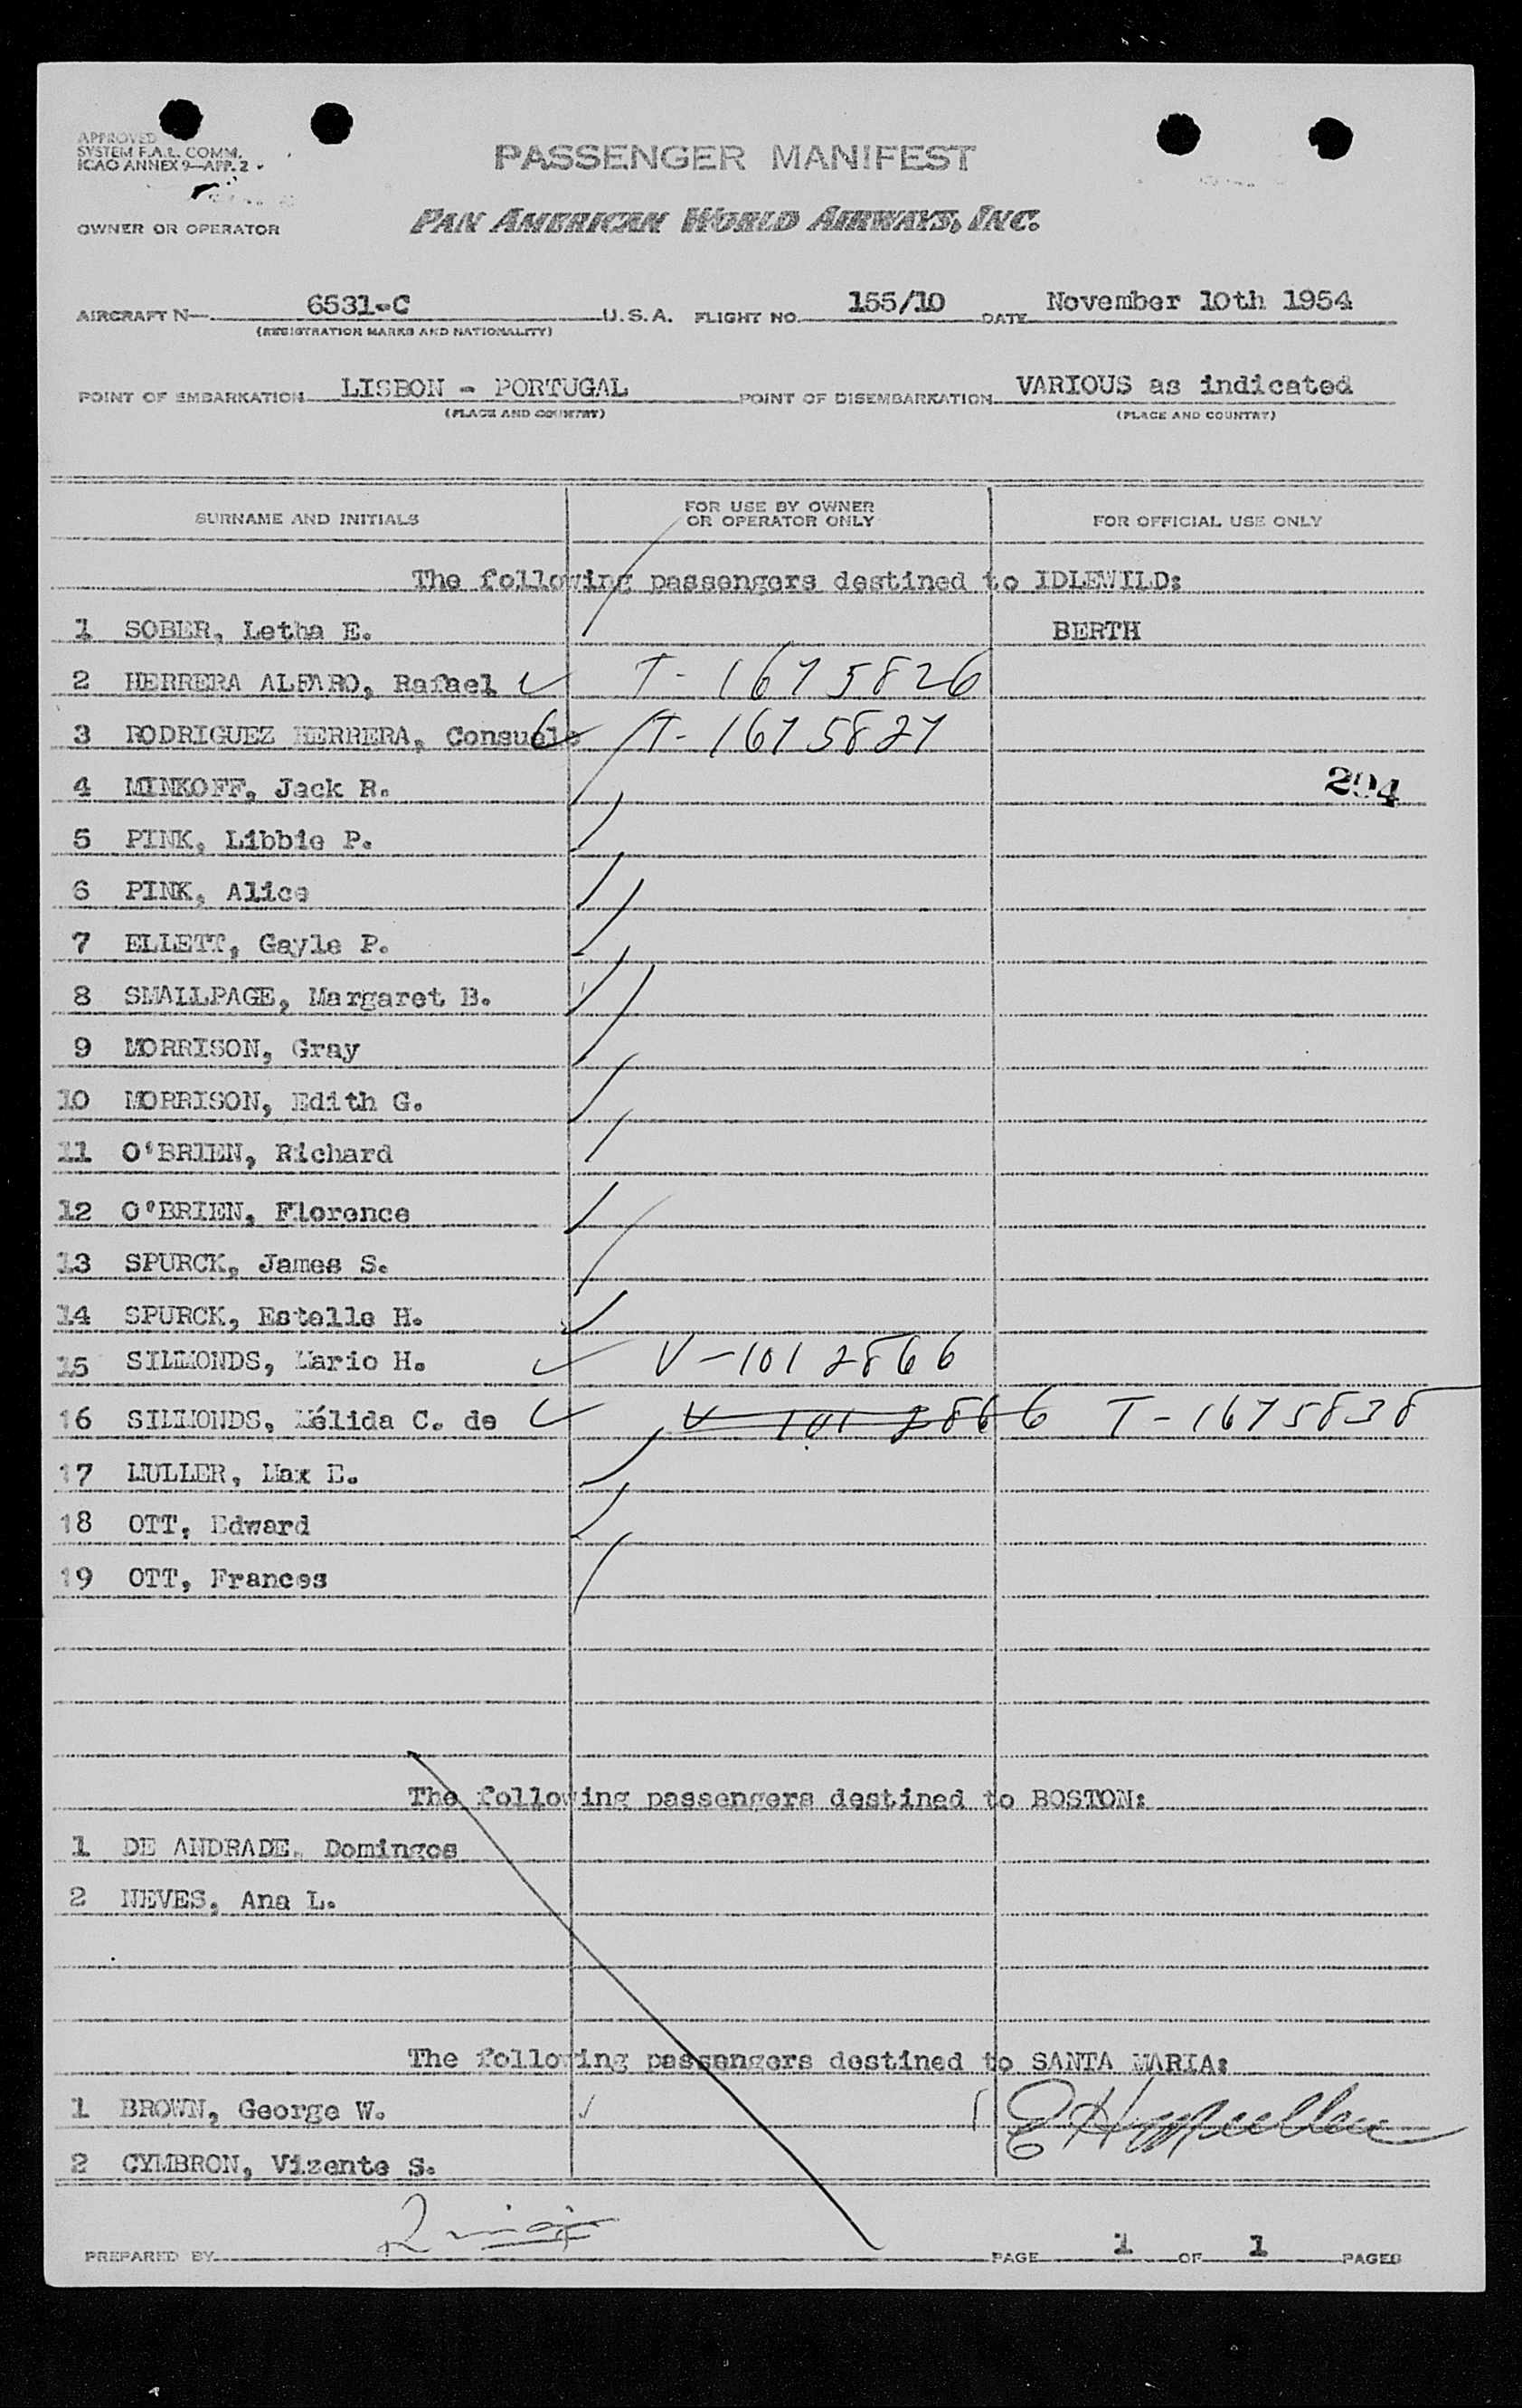 APPROVED
SYSTEM F.A.L. COMM.
ICAO ANNEX 9—APP. 2
PASSENGER MANIFEST
OWNER OR OPERATOR PAN AMERICAN WORLD AIRWAYS, INC.
AIRCRAFT N— 6531-C U.S.A. FLIGHT NO. 155/10 DATE November 10th 1954
(REGISTRATION MARKS AND NATIONALITY)
POINT OF EMBARKATION LISBON - PORTUGAL POINT OF DISEMBARKATION VARIOUS as indicated
(PLACE AND COUNTRY) (PLACE AND COUNTRY)
SURNAME AND INITIALS FOR USE BY OWNER OR OPERATOR ONLY FOR OFFICIAL USE ONLY
The following passengers destined to IDLEWILD:
1 SOBER, Letha E. BERTH
2 HERRERA ALFARO, Rafael T-1675826
3 RODRIGUEZ HERRERA, Consuelo T-1675827
4 MINKOFF, Jack R. 294
5 PINK, Libbie P.
6 PINK, Alice
7 ELLETT, Gayle P.
8 SMALLPAGE, Margaret B.
9 MORRISON, Gray
10 MORRISON, Edith G.
11 O'BRIEN, Richard
12 O'BRIEN, Florence
13 SPURCK, James S.
14 SPURCK, Estelle H.
15 SIMMONDS, Mario H. V-1012866
16 SIMMONDS, Mélida C. de V 1012866 T-1675838
17 MULLER, Max E.
18 OTT, Edward
19 OTT, Frances
The following passengers destined to BOSTON:
1 DE ANDRADE, Domingos
2 NEVES, Ana L.
The following passengers destined to SANTA MARIA:
1 BROWN, George W.
2 CYMBRON, Vizente S.
PREPARED BY PAGE 1 OF 1 PAGES